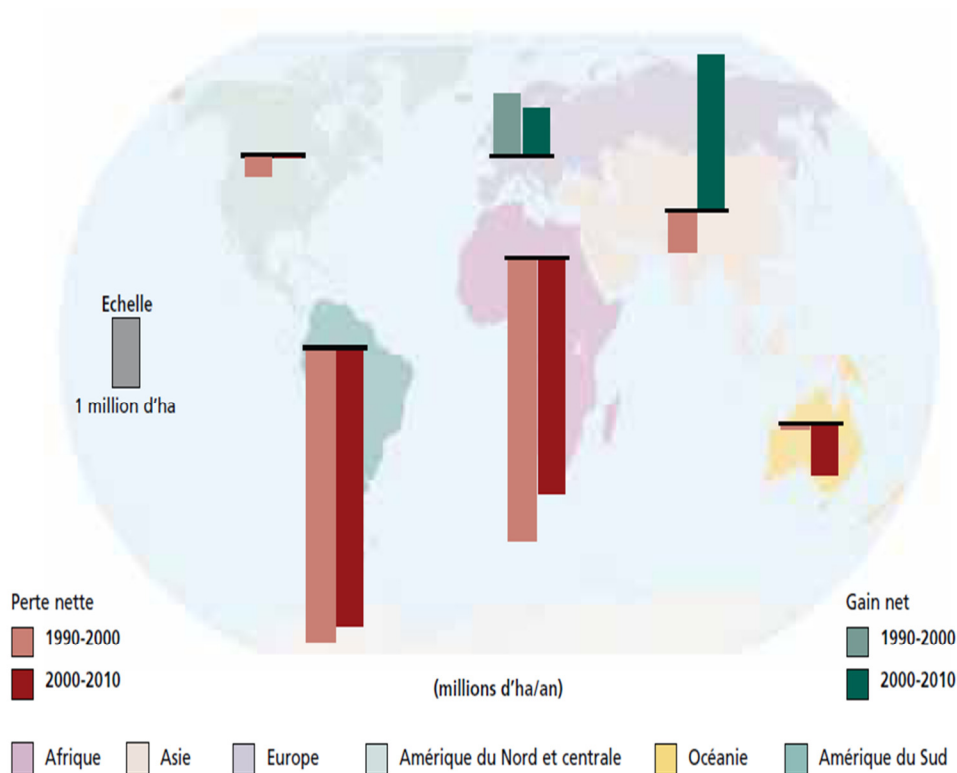 Echelle
1 million d’ha
Perte nette
1990-2000
2000-2010
(millions d’ha/an)
Gain net
1990-2000
2000-2010
Afrique
Asie
Europe
Amérique du Nord et centrale
Océanie
Amérique du Sud